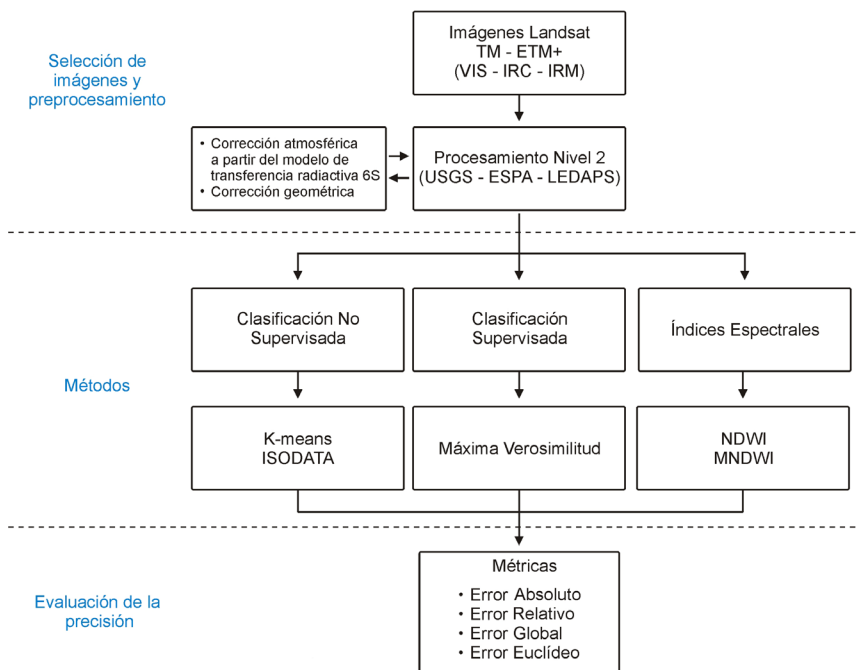 Selección de
imágenes y
preprocesamiento
Imágenes Landsat
TM - ETM+
(VIS - IRC - IRM)
• Corrección atmosférica
a partir del modelo de
transferencia radiactiva 6S
• Corrección geométrica
Procesamiento Nivel 2
(USGS - ESPA - LEDAPS)
Métodos
Clasificación No
Supervisada
Clasificación
Supervisada
Índices Espectrales
K-means
ISODATA
Máxima Verosimilitud
NDWI
MNDWI
Evaluación de la
precisión
Métricas
• Error Absoluto
• Error Relativo
• Error Global
• Error Euclídeo